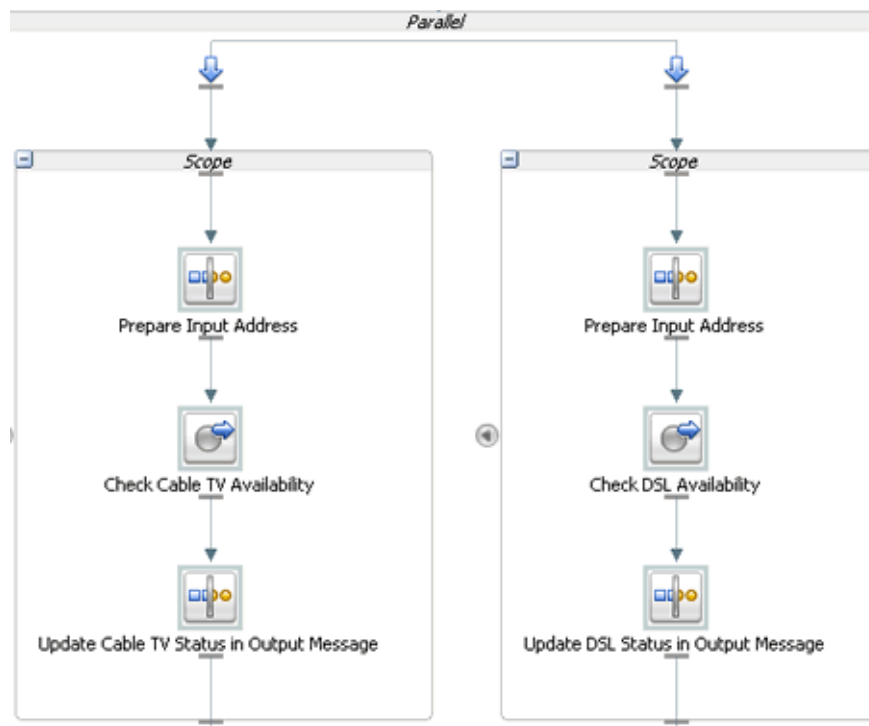 Parallel
Scope
Scope
Prepare Input Address
Prepare Input Address
Check Cable TV Availability
Check DSL Availability
Update Cable TV Status in Output Message
Update DSL Status in Output Message